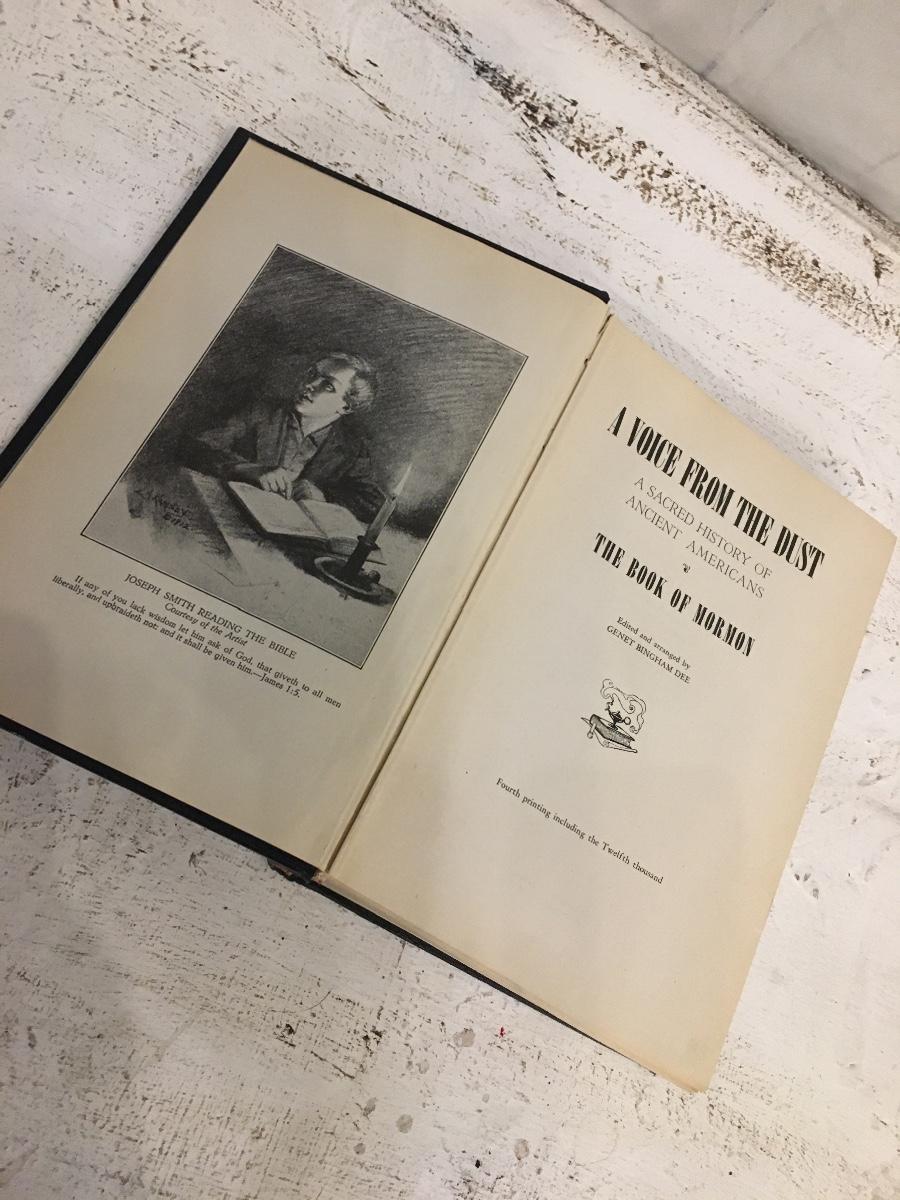 JOSEPH SMITH READING THE BIBLE
Courtesy of the Artist
If any of you lack wisdom let him ask of God, that giveth to all men
liberally, and upbraideth not; and it shall be given him.—James 1:5.
A VOICE FROM THE DUST
A SACRED HISTORY OF
ANCIENT AMERICANS
THE BOOK OF MORMON
Edited and arranged by
GENET BINGHAM DEE
Fourth printing including the Twelfth thousand